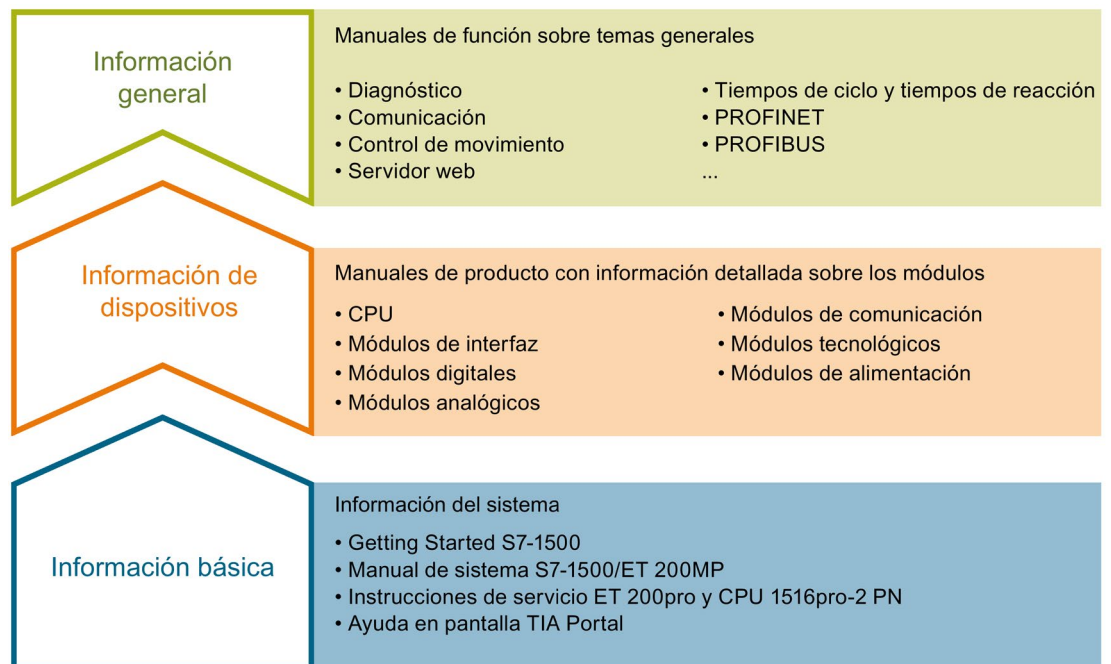 Información
general
Manuales de función sobre temas generales
• Diagnóstico
• Comunicación
• Control de movimiento
• Servidor web
• Tiempos de ciclo y tiempos de reacción
• PROFINET
• PROFIBUS
...
Información de
dispositivos
Manuales de producto con información detallada sobre los módulos
• CPU
• Módulos de interfaz
• Módulos digitales
• Módulos analógicos
• Módulos de comunicación
• Módulos tecnológicos
• Módulos de alimentación
Información básica
Información del sistema
• Getting Started S7-1500
• Manual de sistema S7-1500/ET 200MP
• Instrucciones de servicio ET 200pro y CPU 1516pro-2 PN
• Ayuda en pantalla TIA Portal